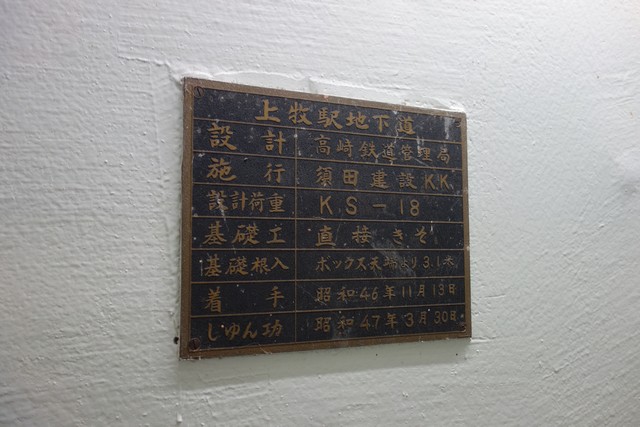 上牧駅地下道
設計 高崎鉄道管理局
施行 須田建設KK
設計荷重 KS-18
基礎工 直接きそ
基礎根入 ボックス天端より3.1米
着手 昭和46年11月13日
しゅん功 昭和47年3月30日